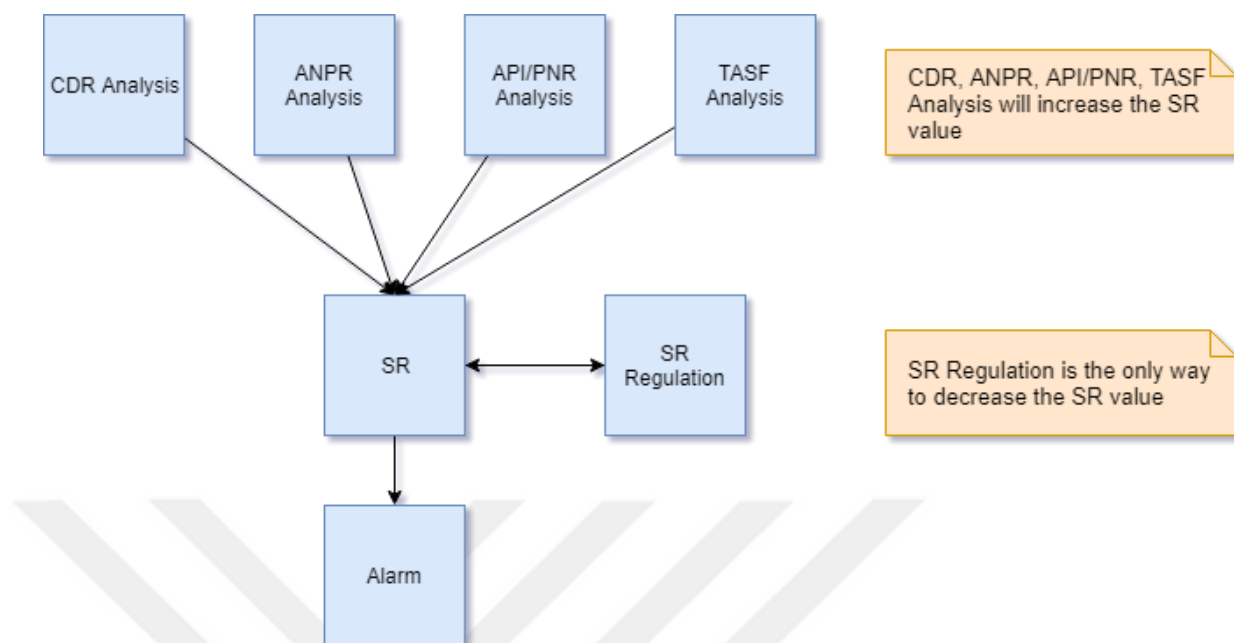 CDR Analysis
ANPR
Analysis
API/PNR
Analysis
TASF
Analysis
CDR, ANPR, API/PNR, TASF
Analysis will increase the SR
value
SR
SR
Regulation
SR Regulation is the only way
to decrease the SR value
Alarm